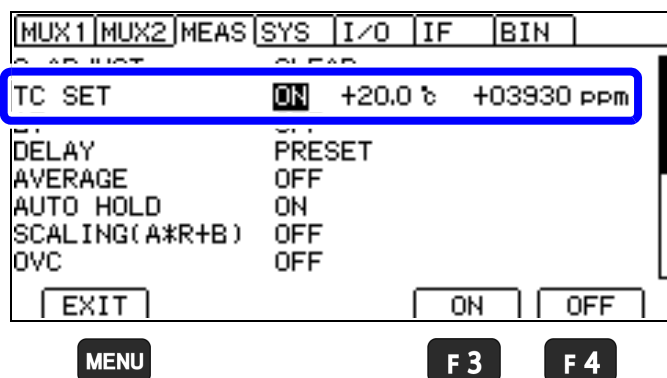 MUX1 MUX2 MEAS SYS I/O IF BIN
TC SET ON +20.0 ℃ +03930 ppm
DELAY PRESET
AVERAGE OFF
AUTO HOLD ON
SCALING(A*R+B) OFF
OVC OFF
EXIT ON OFF
MENU F3 F4